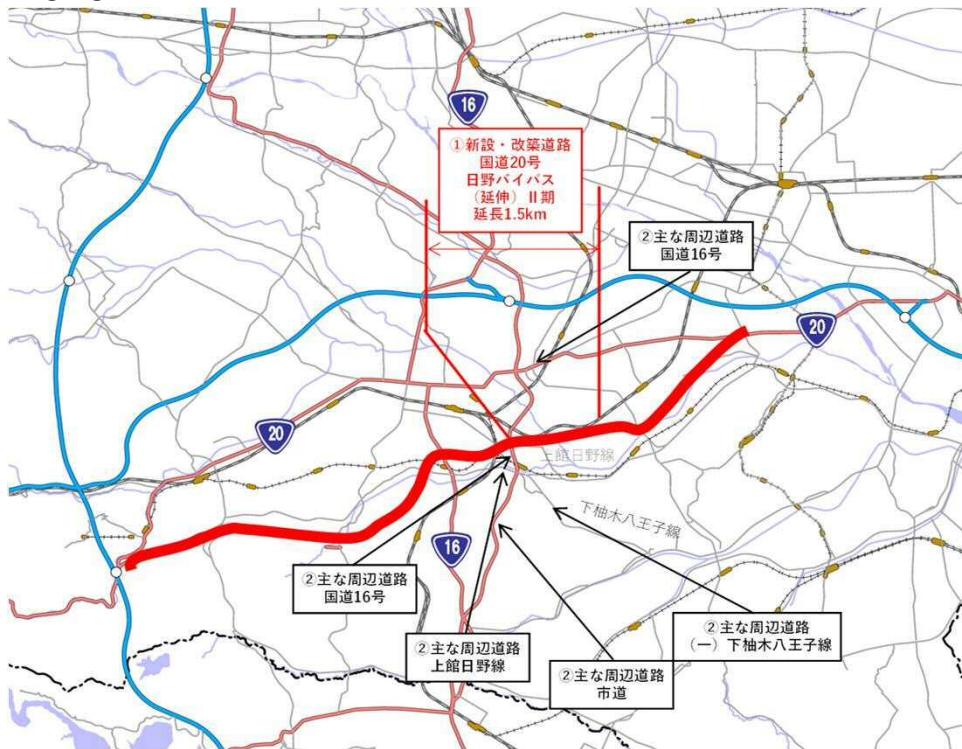 16
①新設・改築道路
国道20号
日野バイパス
（延伸）Ⅱ期
延長1.5km
②主な周辺道路
国道16号
20
20
上館日野線
下柚木八王子線
16
②主な周辺道路
国道16号
②主な周辺道路
上館日野線
②主な周辺道路
市道
②主な周辺道路
（一）下柚木八王子線